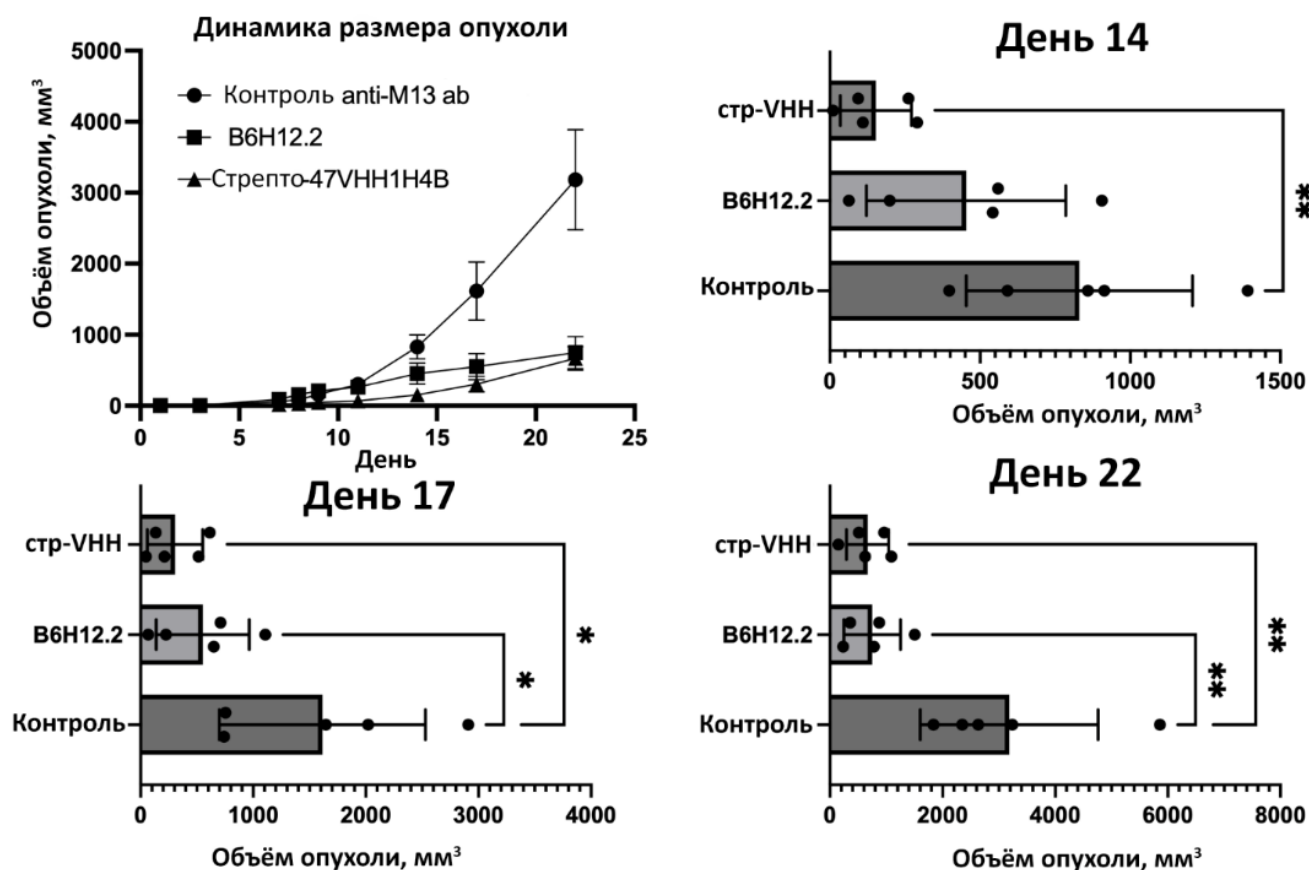 Динамика размера опухоли
5000
4000
3000
2000
1000
0
Объём опухоли, мм³
Контроль anti-M13 ab
B6H12.2
Стрепто-47VHH1H4B
0 5 10 15 20 25
День
День 14
стр-VHH
B6H12.2
Контроль
**
0 500 1000 1500
Объём опухоли, мм³
День 17
стр-VHH
B6H12.2
Контроль
*
*
0 1000 2000 3000 4000
Объём опухоли, мм³
День 22
стр-VHH
B6H12.2
Контроль
**
**
0 2000 4000 6000 8000
Объём опухоли, мм³